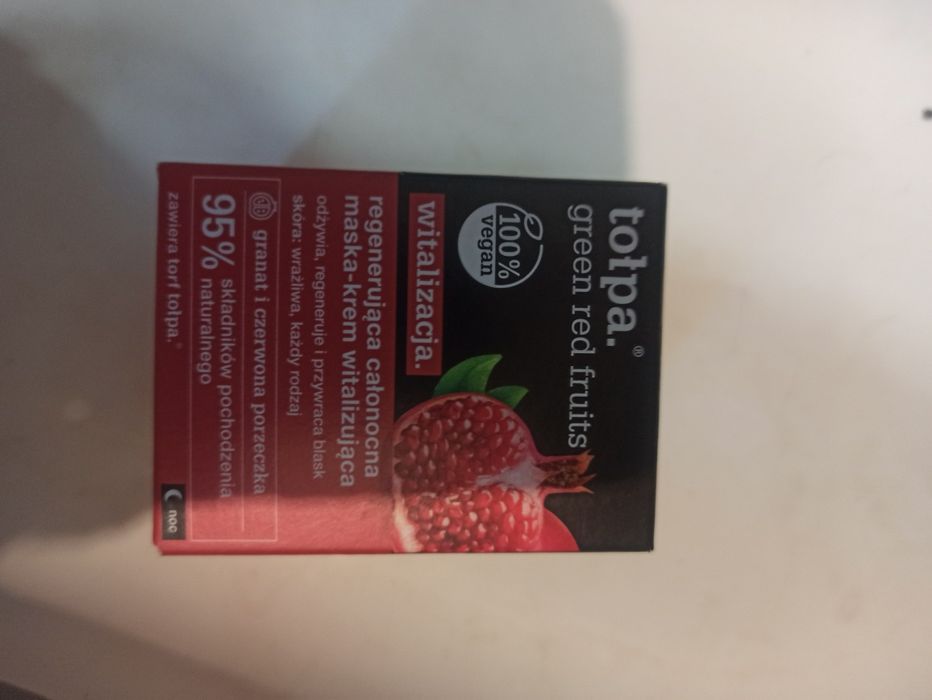 tołpa.®
green red fruits
100%
vegan
witalizacja.
regenerująca całonocna
maska-krem witalizująca
odżywia, regeneruje i przywraca blask
skóra: wrażliwa, każdy rodzaj
granat i czerwona porzeczka
95% składników pochodzenia
naturalnego
zawiera torf tołpa.®
noc